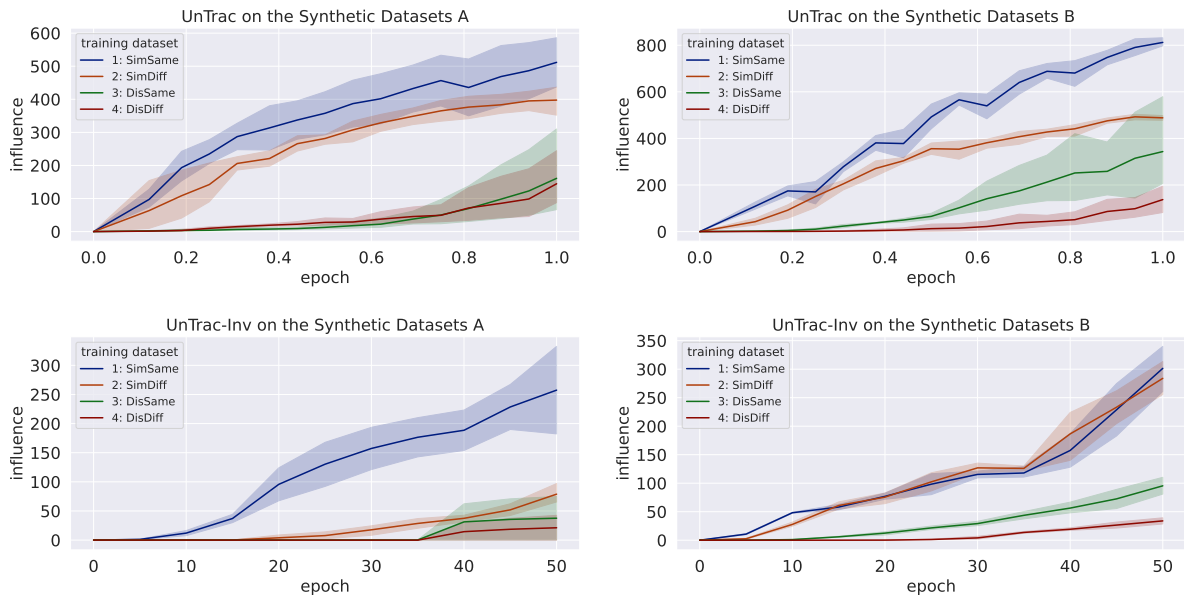 UnTrac on the Synthetic Datasets A
influence
600
500
400
300
200
100
0
training dataset
1: SimSame
2: SimDiff
3: DisSame
4: DisDiff
0.0 0.2 0.4 0.6 0.8 1.0
epoch
UnTrac on the Synthetic Datasets B
influence
800
600
400
200
0
training dataset
1: SimSame
2: SimDiff
3: DisSame
4: DisDiff
0.0 0.2 0.4 0.6 0.8 1.0
epoch
UnTrac-Inv on the Synthetic Datasets A
influence
300
250
200
150
100
50
0
training dataset
1: SimSame
2: SimDiff
3: DisSame
4: DisDiff
0 10 20 30 40 50
epoch
UnTrac-Inv on the Synthetic Datasets B
influence
350
300
250
200
150
100
50
0
training dataset
1: SimSame
2: SimDiff
3: DisSame
4: DisDiff
0 10 20 30 40 50
epoch